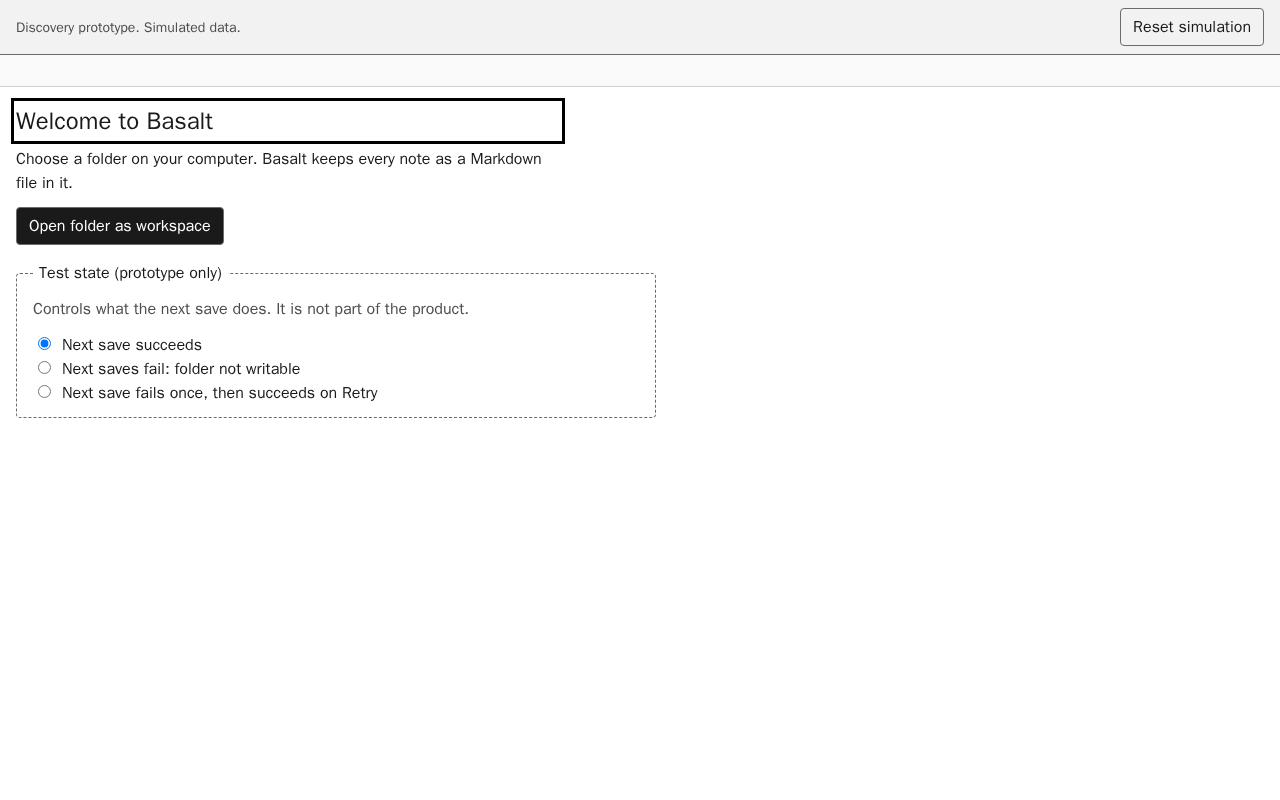 Discovery prototype. Simulated data.
Reset simulation
Welcome to Basalt
Choose a folder on your computer. Basalt keeps every note as a Markdown
file in it.
Open folder as workspace
Test state (prototype only)
Controls what the next save does. It is not part of the product.
Next save succeeds
Next saves fail: folder not writable
Next save fails once, then succeeds on Retry